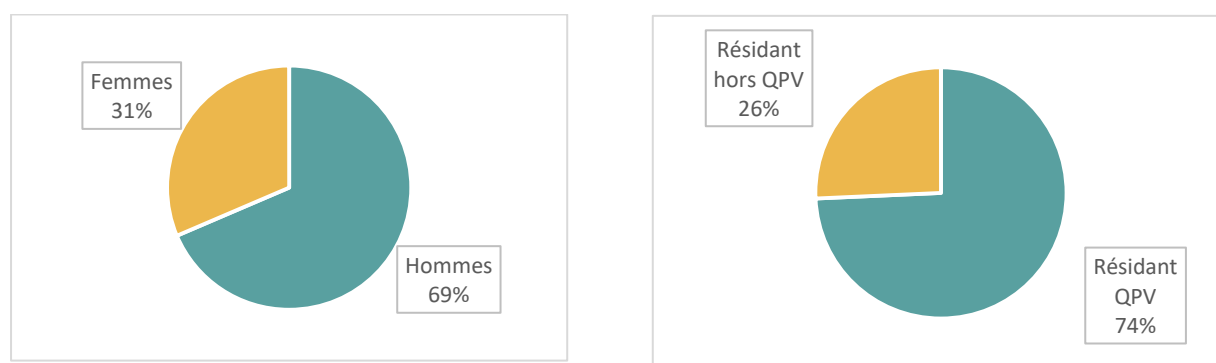 Femmes
31%
Hommes
69%
Résidant
hors QPV
26%
Résidant
QPV
74%